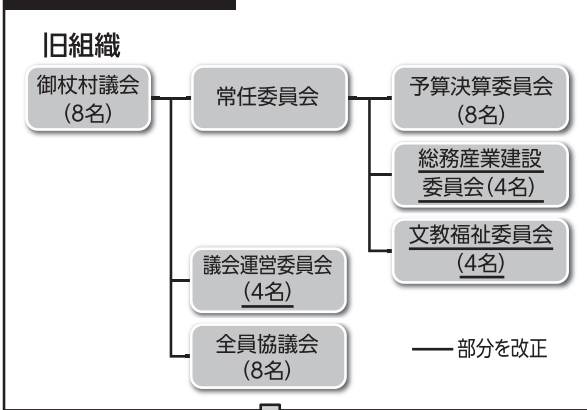 旧組織
御杖村議会
(8名)
常任委員会
予算決算委員会
(8名)
総務産業建設
委員会(4名)
文教福祉委員会
(4名)
議会運営委員会
(4名)
全員協議会
(8名)
部分を改正